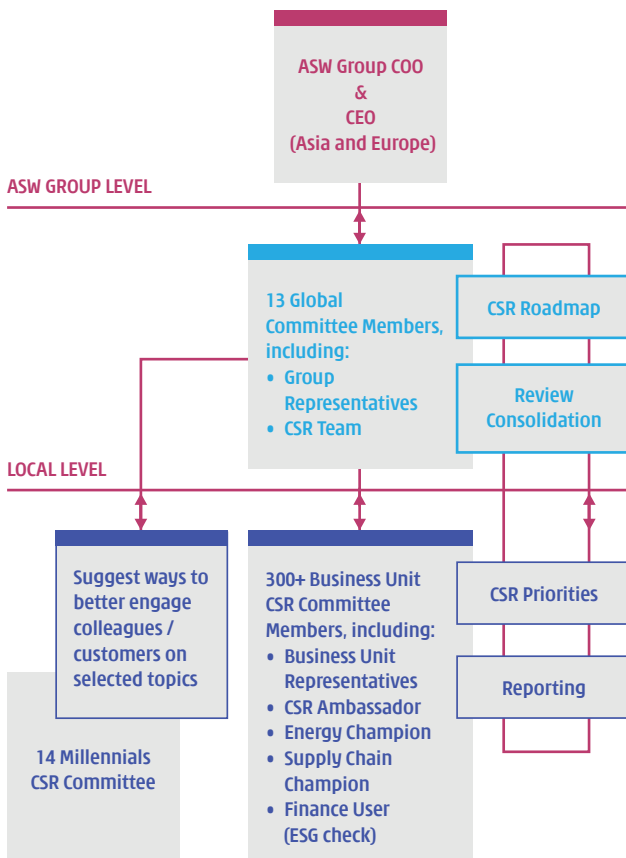 ASW Group COO
&
CEO
(Asia and Europe)
ASW GROUP LEVEL
13 Global
Committee Members,
including:
• Group
Representatives
• CSR Team
CSR Roadmap
Review
Consolidation
LOCAL LEVEL
Suggest ways to
better engage
colleagues /
customers on
selected topics
14 Millennials
CSR Committee
300+ Business Unit
CSR Committee
Members, including:
• Business Unit
Representatives
• CSR Ambassador
• Energy Champion
• Supply Chain
Champion
• Finance User
(ESG check)
CSR Priorities
Reporting